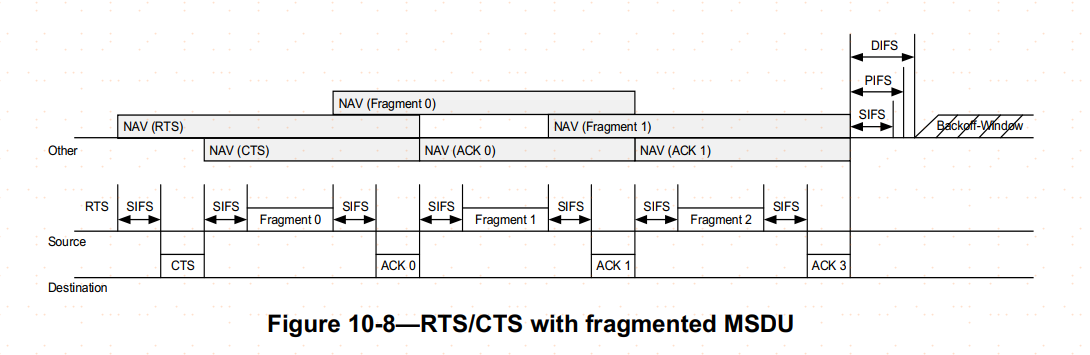 DIFS
PIFS
NAV (Fragment 0)
SIFS
NAV (RTS) NAV (Fragment 1) Backoff-Window
Other NAV (CTS) NAV (ACK 0) NAV (ACK 1)
RTS SIFS SIFS SIFS SIFS SIFS SIFS SIFS
Fragment 0 Fragment 1 Fragment 2
Source
CTS ACK 0 ACK 1 ACK 3
Destination
Figure 10-8—RTS/CTS with fragmented MSDU